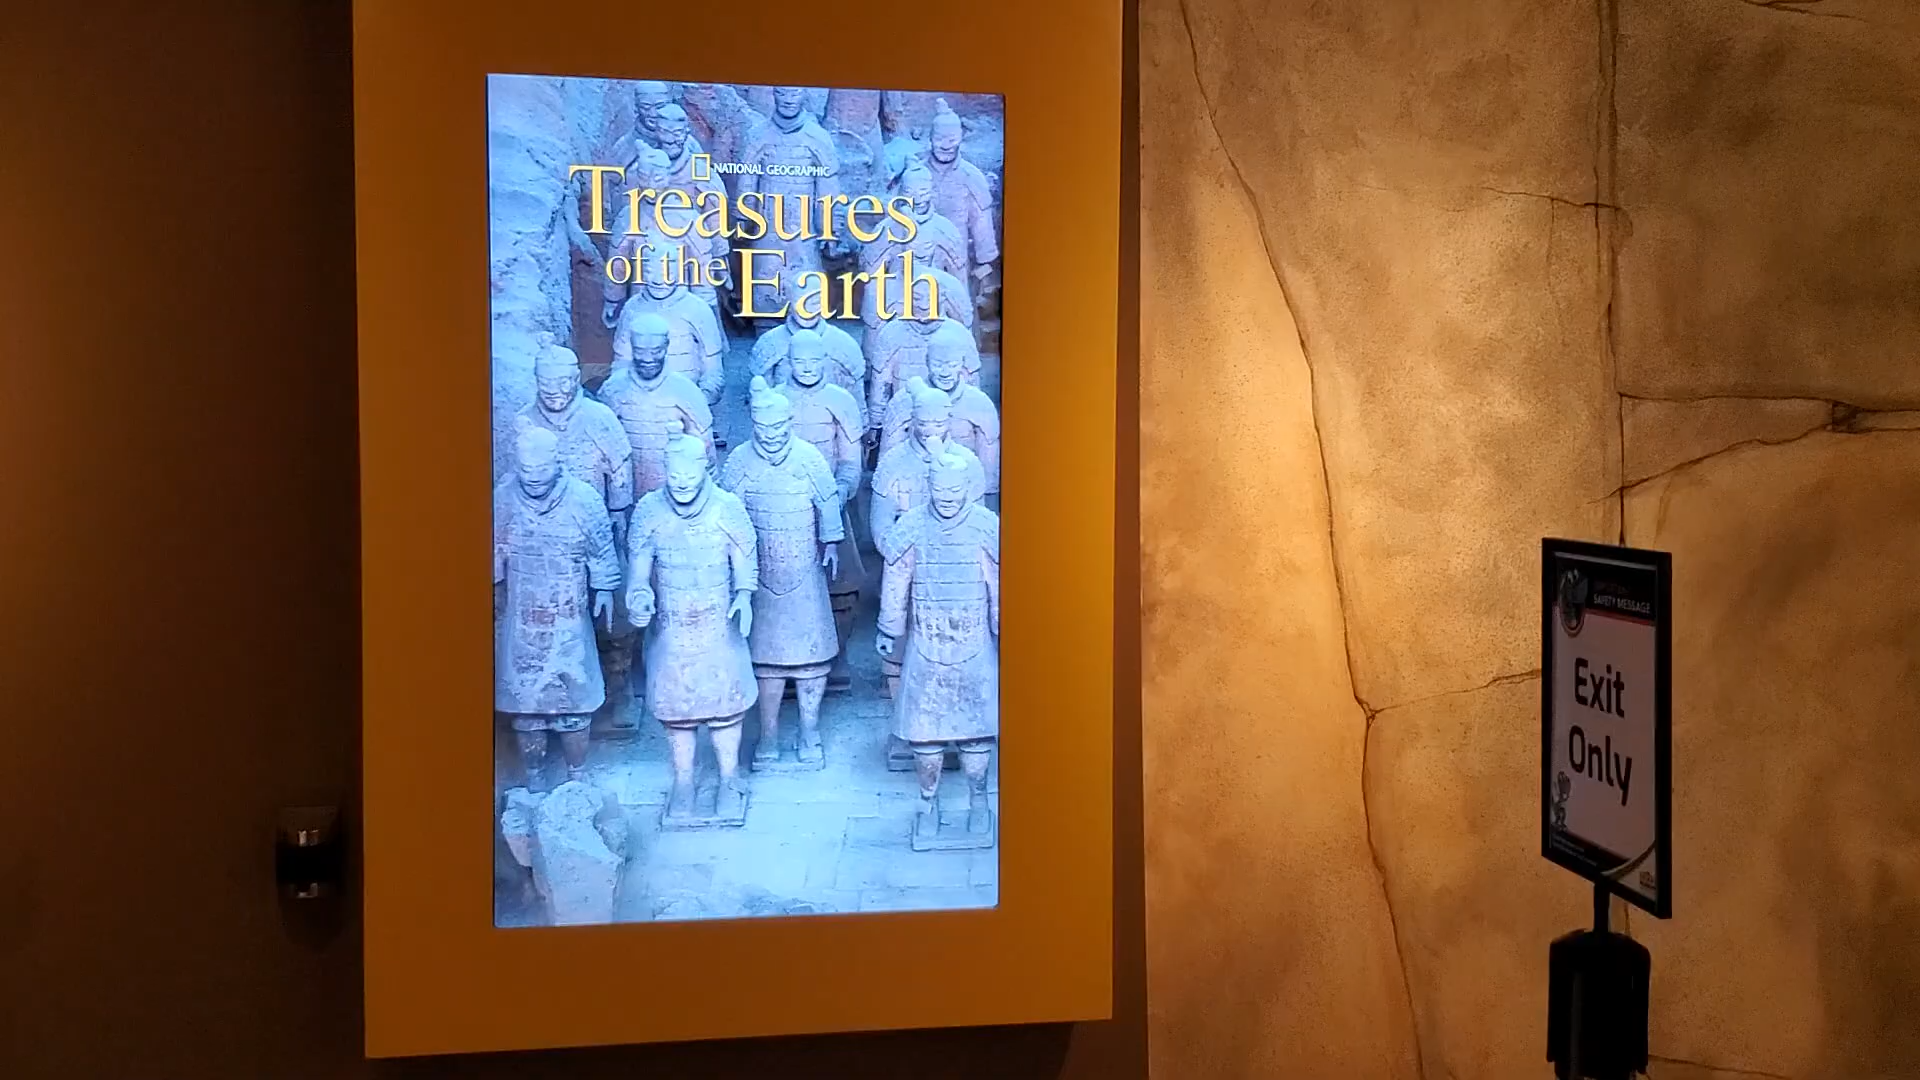 NATIONAL GEOGRAPHIC
Treasures
of the Earth
SAFETY MESSAGE
Exit
Only